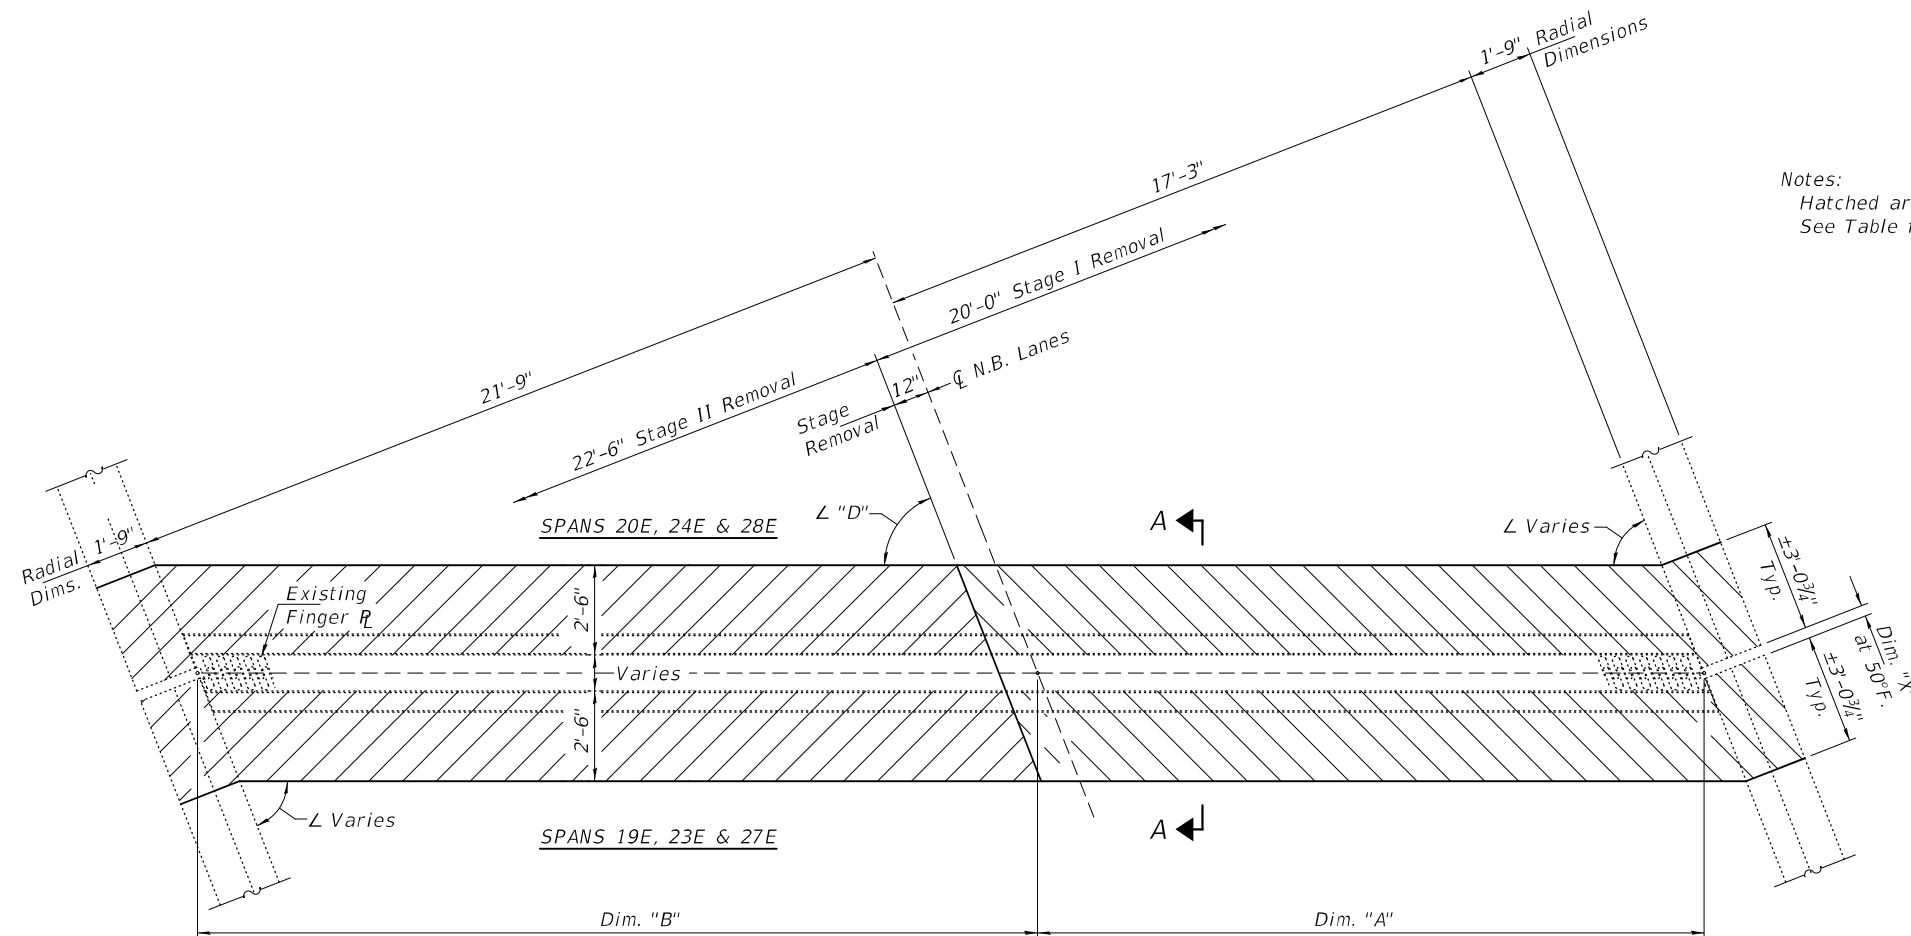 1'-9" Radial
Dimensions
17'-3"
Notes:
Hatched ar
See Table f
20'-0" Stage I Removal
21'-9"
12"
℄ N.B. Lanes
Stage
Removal
22'-6" Stage II Removal
∠ "D"
SPANS 20E, 24E & 28E
A
∠ Varies
1'-9"
Radial
Dims.
±3'-0¾"
Typ.
Existing
Finger ⅊
2'-6"
Varies
2'-6"
Dim. "X"
at 50°F.
±3'-0¾"
Typ.
∠ Varies
SPANS 19E, 23E & 27E
A
Dim. "B"
Dim. "A"